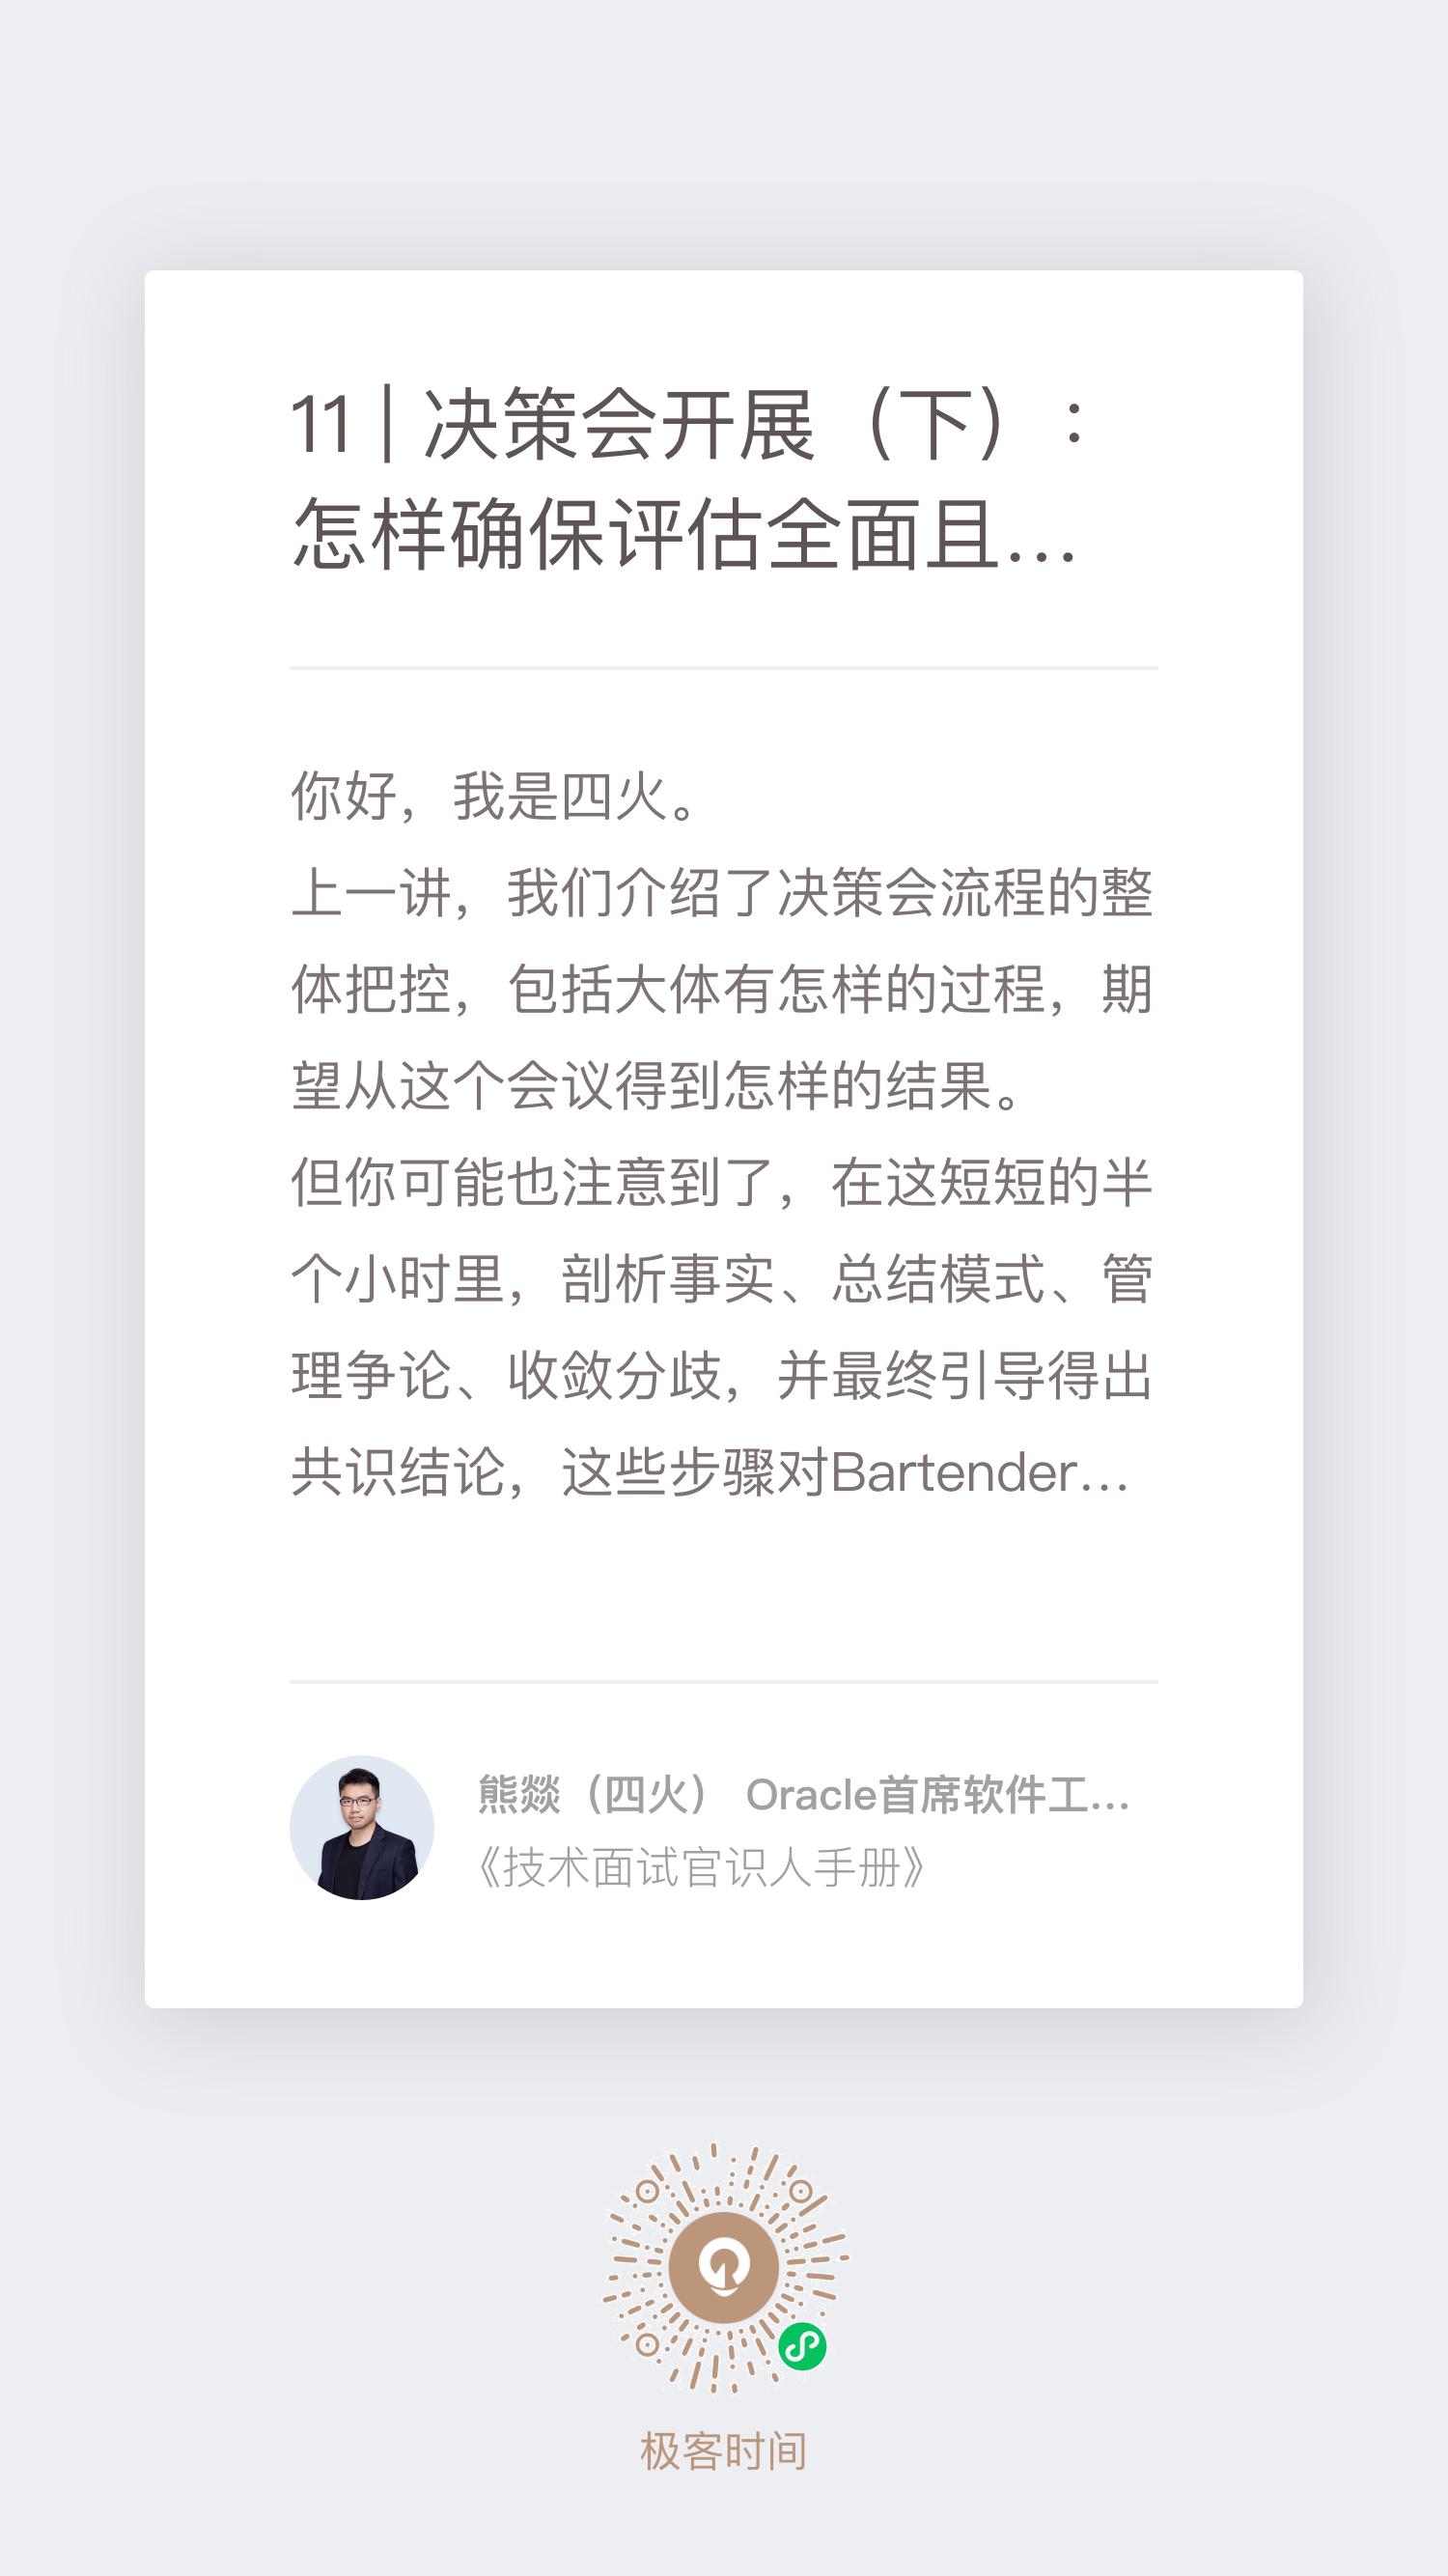 11 | 决策会开展（下）：
怎样确保评估全面且...
你好，我是四火。
上一讲，我们介绍了决策会流程的整
体把控，包括大体有怎样的过程，期
望从这个会议得到怎样的结果。
但你可能也注意到了，在这短短的半
个小时里，剖析事实、总结模式、管
理争论、收敛分歧，并最终引导得出
共识结论，这些步骤对Bartender...
熊燚（四火） Oracle首席软件工...
《技术面试官识人手册》
极客时间